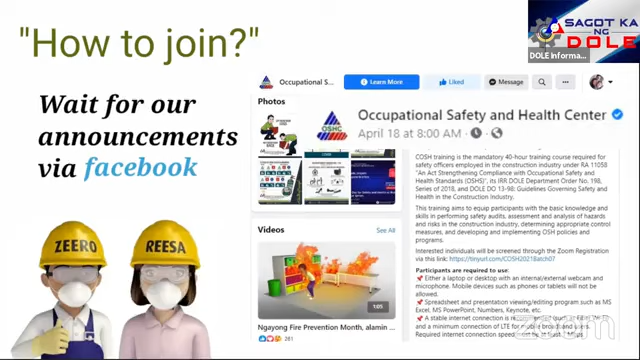 "How to join?"
SAGOT KA
NG
DOLE
DOLE Informa...
Wait for our
announcements
via facebook
ZEERO
REESA
Occupational S...
Learn More
Liked
Message
Photos
OSHC
Occupational Safety and Health Center
April 18 at 8:00 AM
COSH training is the mandatory 40-hour training course required for
safety officers employed in the construction industry under RA 11058
"An Act Strengthening Compliance with Occupational Safety and
Health Standards (OSHS), its IRR DOLE Department Order No. 198,
Series of 2018, and DOLE DO 13-98: Guidelines Governing Safety and
Health in the Construction Industry.
This training aims to equip participants with the basic knowledge and
skills in performing safety audits, assessment and analysis of hazards
and risks in the construction industry, determining appropriate control
measures, and developing and implementing OSH policies and
programs.
Interested individuals will be screened through the Zoom Registration
via this link: https://tinyurl.com/COSH2021Batch07
Participants are required to use:
Either a laptop or desktop with an internal/external webcam and
microphone. Mobile devices such as phones or tablets will not be
allowed.
Spreadsheet and presentation viewing/editing program such as MS
Excel, MS PowerPoint, Numbers, Keynote, etc.
A stable internet connection is re
and a minimum connection of LTE for
Required internet connection speed
Videos
See All
1:05
Ngayong Fire Prevention Month, alamin ...
281
zoom